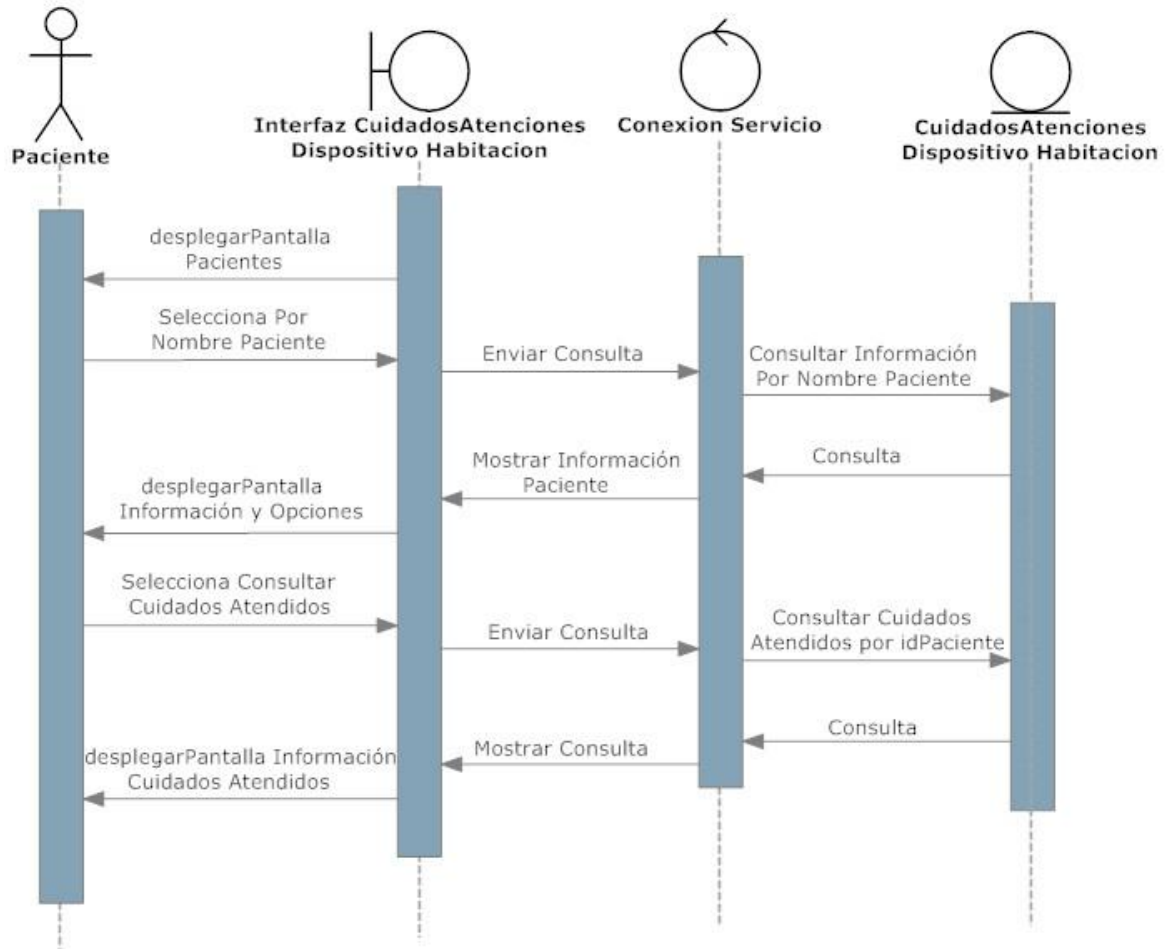 Paciente
Interfaz CuidadosAtenciones
Dispositivo Habitacion
Conexion Servicio
CuidadosAtenciones
Dispositivo Habitacion
desplegarPantalla
Pacientes
Selecciona Por
Nombre Paciente
Enviar Consulta
Consultar Información
Por Nombre Paciente
Consulta
Mostrar Información
Paciente
desplegarPantalla
Información y Opciones
Selecciona Consultar
Cuidados Atendidos
Enviar Consulta
Consultar Cuidados
Atendidos por idPaciente
Consulta
Mostrar Consulta
desplegarPantalla Información
Cuidados Atendidos